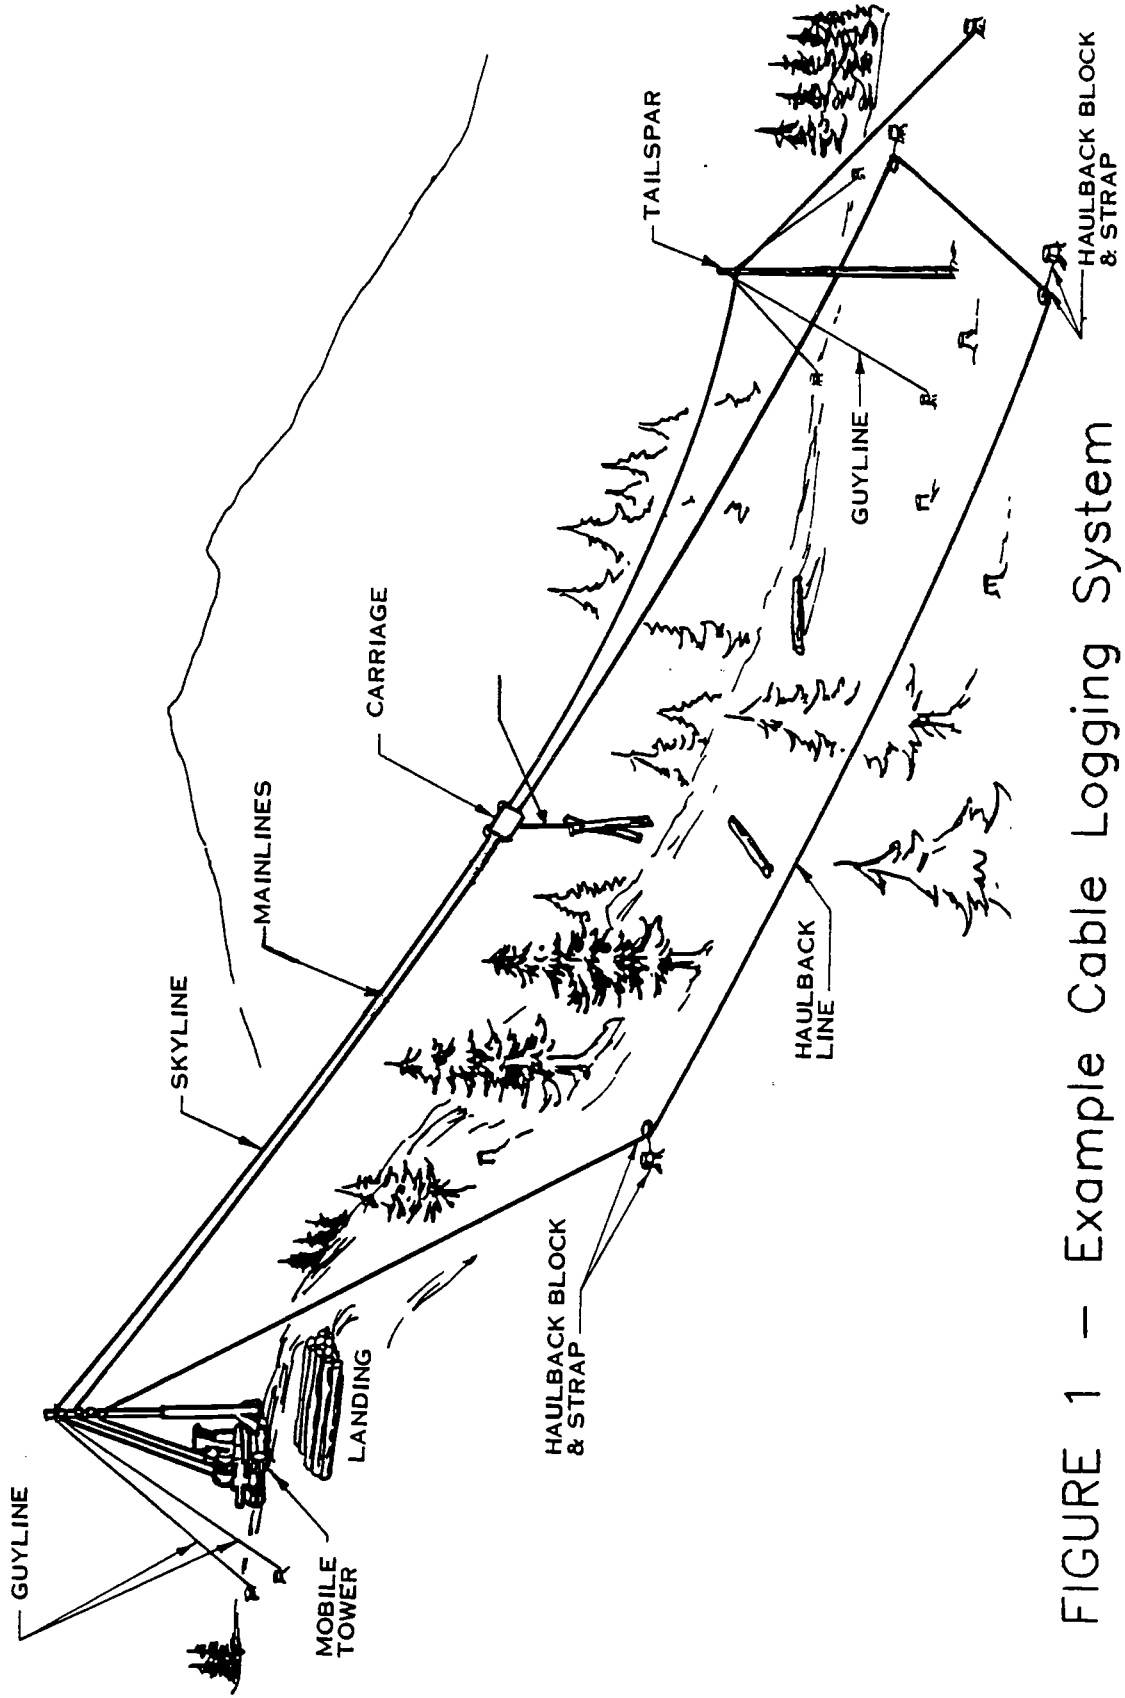 GUYLINE
SKYLINE
MAINLINES
CARRIAGE
TAILSPAR
MOBILE
TOWER
LANDING
HAULBACK BLOCK
& STRAP
HAULBACK
LINE
GUYLINE
HAULBACK BLOCK
& STRAP
FIGURE 1 - Example Cable Logging System